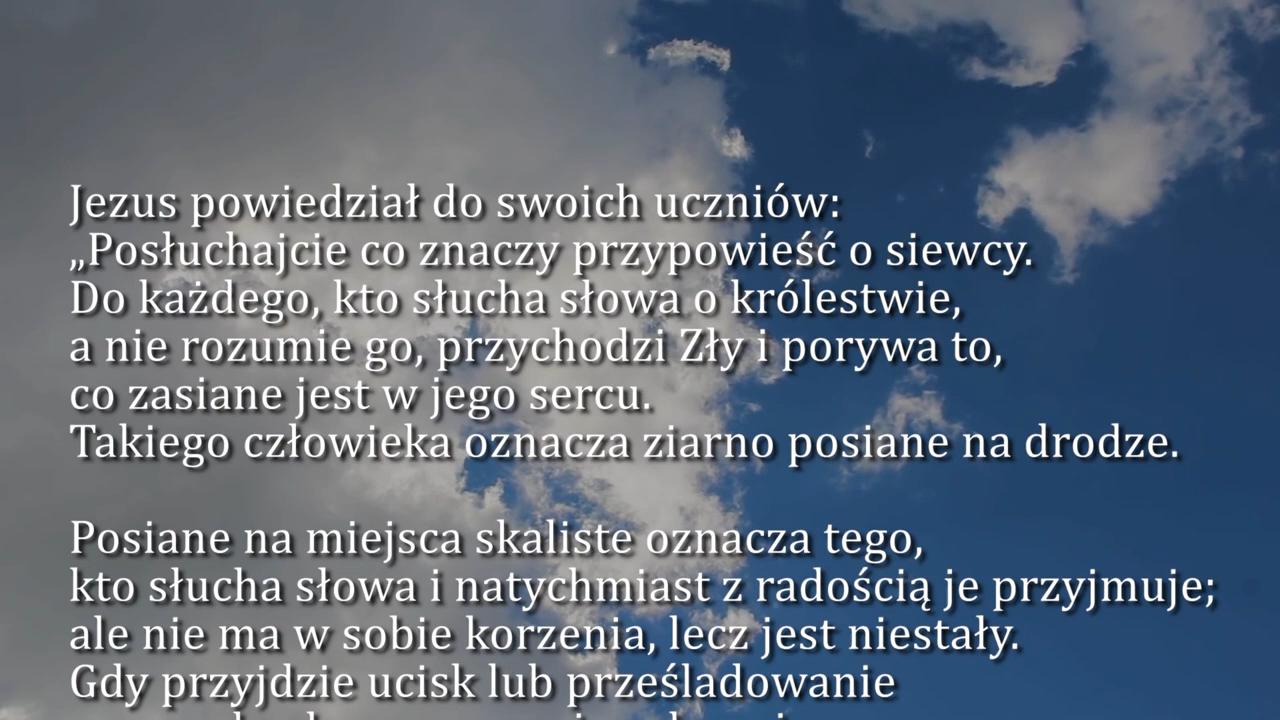 Jezus powiedział do swoich uczniów:
„Posłuchajcie co znaczy przypowieść o siewcy.
Do każdego, kto słucha słowa o królestwie,
a nie rozumie go, przychodzi Zły i porywa to,
co zasiane jest w jego sercu.
Takiego człowieka oznacza ziarno posiane na drodze.
Posiane na miejsca skaliste oznacza tego,
kto słucha słowa i natychmiast z radością je przyjmuje;
ale nie ma w sobie korzenia, lecz jest niestały.
Gdy przyjdzie ucisk lub prześladowanie